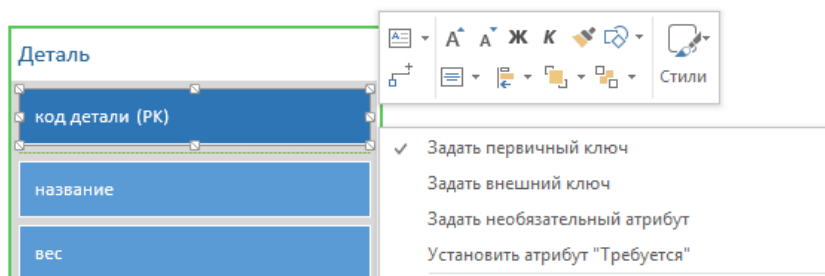 Деталь
код детали (PK)
название
вес
А А Ж К
Стили
Задать первичный ключ
Задать внешний ключ
Задать необязательный атрибут
Установить атрибут "Требуется"